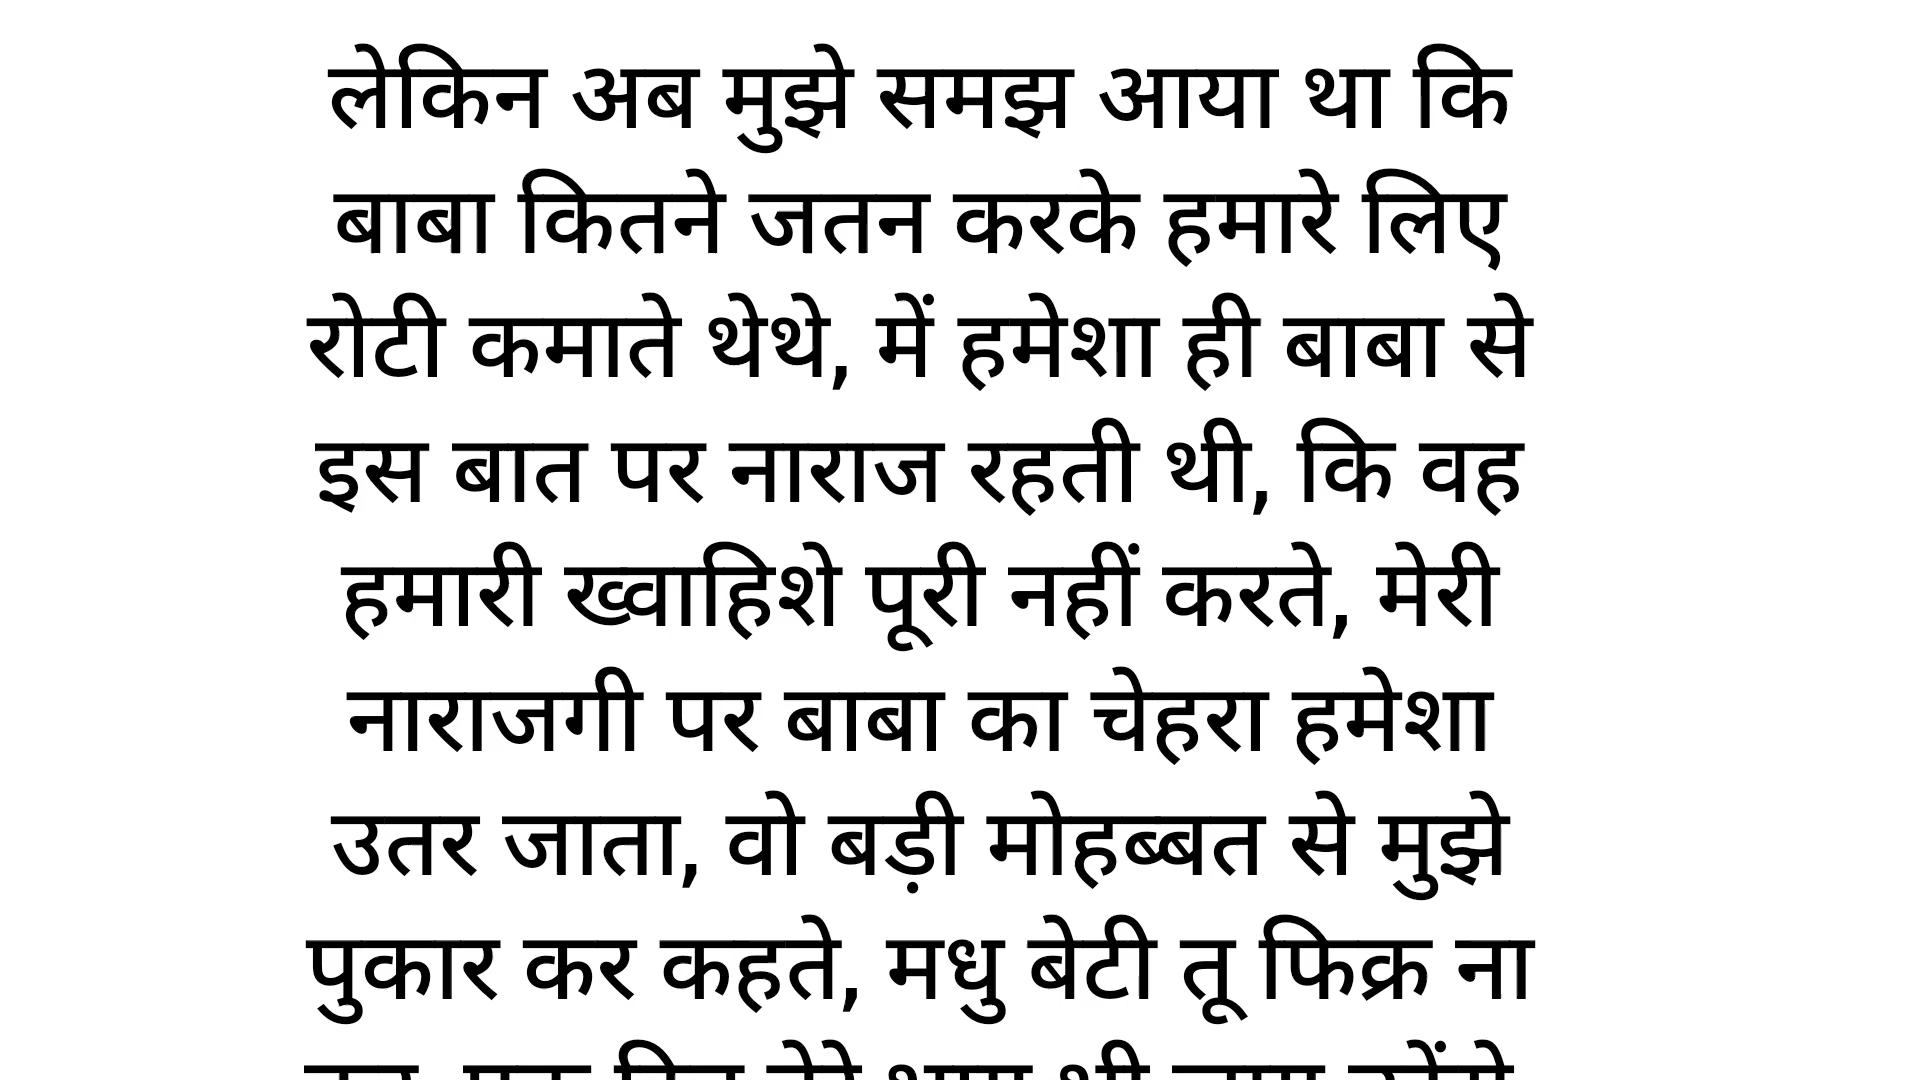 लेकिन अब मुझे समझ आया था कि
बाबा कितने जतन करके हमारे लिए
रोटी कमाते थेथे, में हमेशा ही बाबा से
इस बात पर नाराज रहती थी, कि वह
हमारी ख्वाहिशे पूरी नहीं करते, मेरी
नाराजगी पर बाबा का चेहरा हमेशा
उतर जाता, वो बड़ी मोहब्बत से मुझे
पुकार कर कहते, मधु बेटी तू फिक्र ना